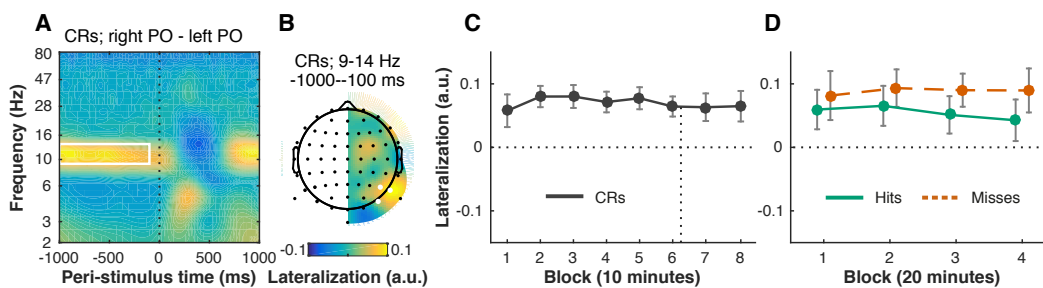 A
CRs; right PO - left PO
Frequency (Hz)
80
47
28
16
10
6
3
2
-1000
-500
0
500
1000
Peri-stimulus time (ms)
B
CRs; 9-14 Hz
-1000--100 ms
-0.1
0.1
Lateralization (a.u.)
C
Lateralization (a.u.)
0.1
0
-0.1
CRs
1 2 3 4 5 6 7 8
Block (10 minutes)
D
0.1
0
-0.1
Hits
Misses
1 2 3 4
Block (20 minutes)